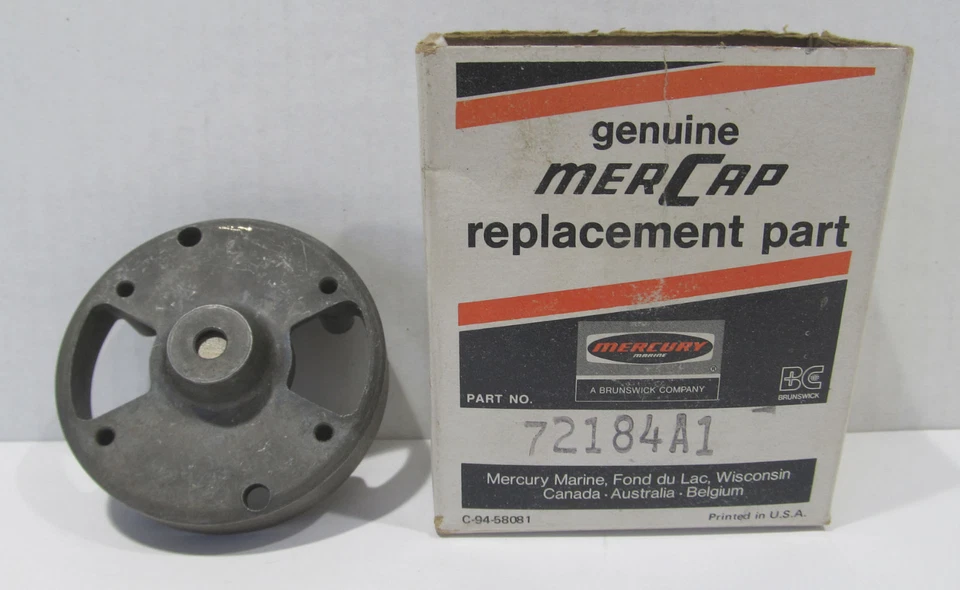 genuine
MERCAP
replacement part
MERCURY
MARINE
A BRUNSWICK COMPANY
BC
BRUNSWICK
PART NO.
72184A1
Mercury Marine, Fond du Lac, Wisconsin
Canada · Australia · Belgium
C-94-58081
Printed in U.S.A.